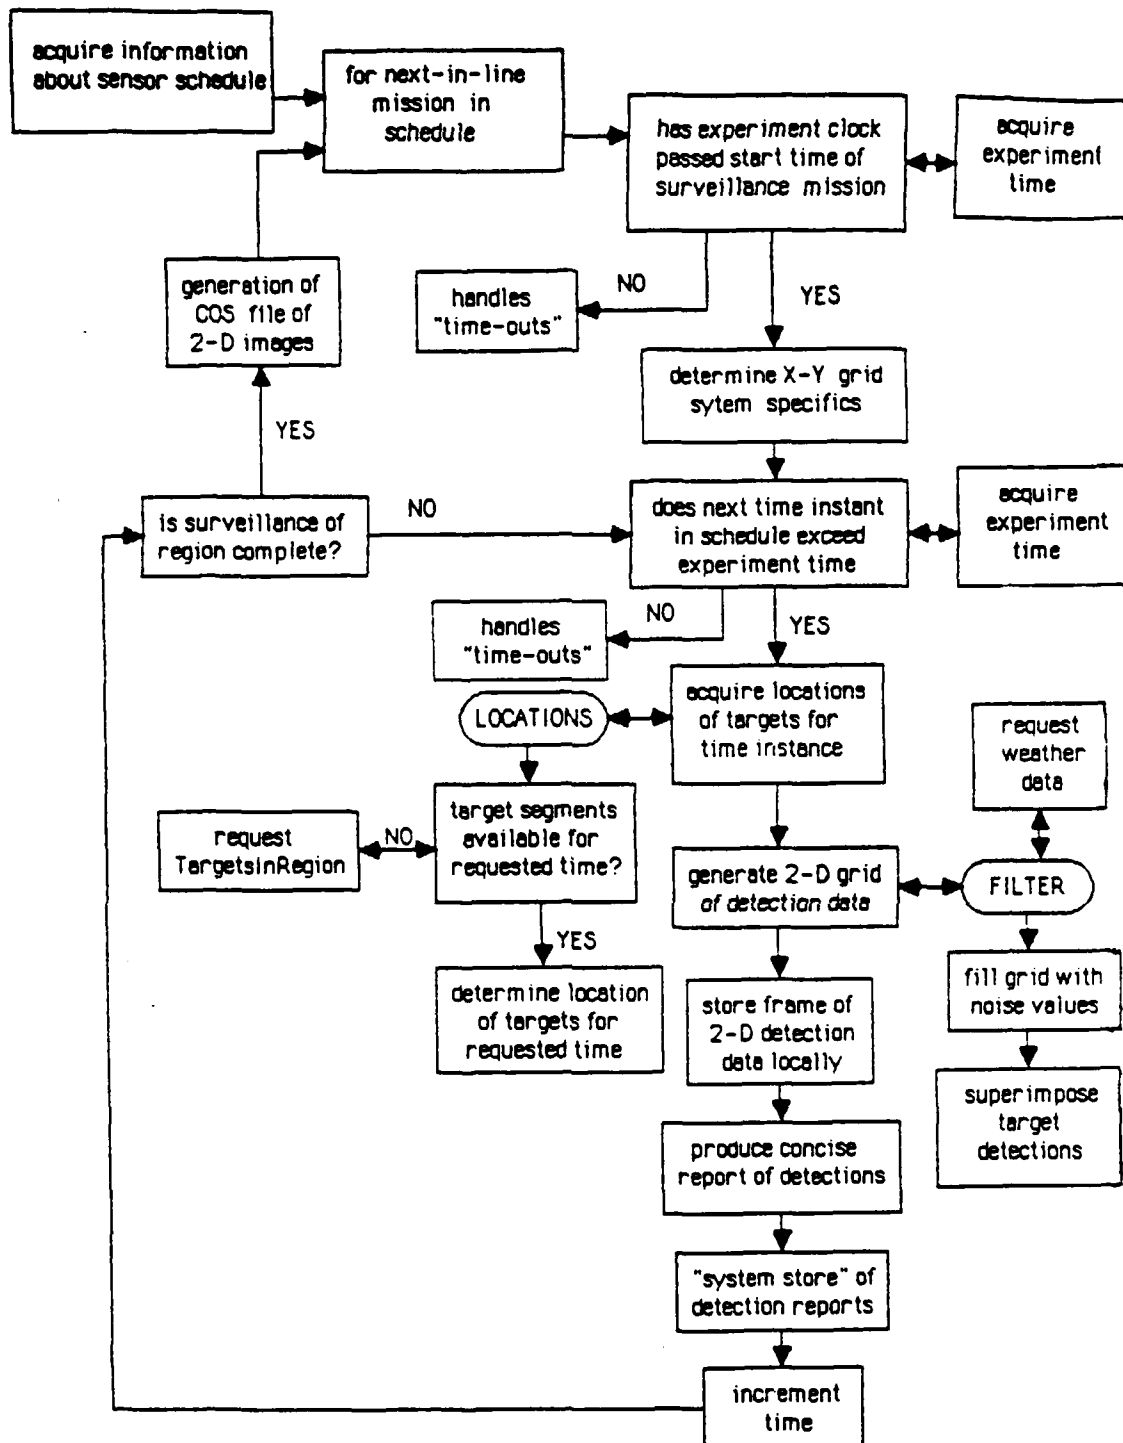 acquire information
about sensor schedule
for next-in-line
mission in
schedule
has experiment clock
passed start time of
surveillance mission
acquire
experiment
time
generation of
COS file of
2-D images
handles
"time-outs"
NO
YES
determine X-Y grid
sytem specifics
YES
is surveillance of
region complete?
NO
does next time instant
in schedule exceed
experiment time
acquire
experiment
time
handles
"time-outs"
NO
YES
LOCATIONS
acquire locations
of targets for
time instance
request
weather
data
request
TargetsInRegion
NO
target segments
available for
requested time?
generate 2-D grid
of detection data
FILTER
YES
determine location
of targets for
requested time
store frame of
2-D detection
data locally
fill grid with
noise values
superimpose
target
detections
produce concise
report of detections
"system store" of
detection reports
increment
time